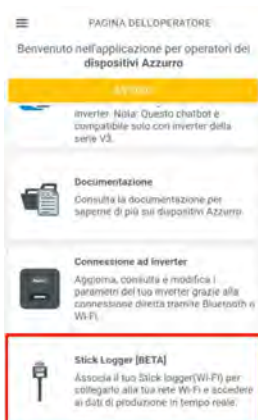 PAGINA DELL'OPERATORE
Benvenuto nell'applicazione per operatori dei
dispositivi Azzurro
inverter. Nota: Questo chatbot è
compatibile solo con inverter della
serie V3.
Documentazione
Consulta la documentazione per
saperne di più sui dispositivi Azzurro.
Connessione ad inverter
Aggiorna, consulta e modifica i
parametri del tuo inverter grazie alla
connessione diretta tramite Bluetooth o
Wi-Fi.
Stick Logger [BETA]
Associa il tuo Stick logger(Wi-Fi) per
collegarlo alla tua rete Wi-Fi e accedere
ai dati di produzione in tempo reale.